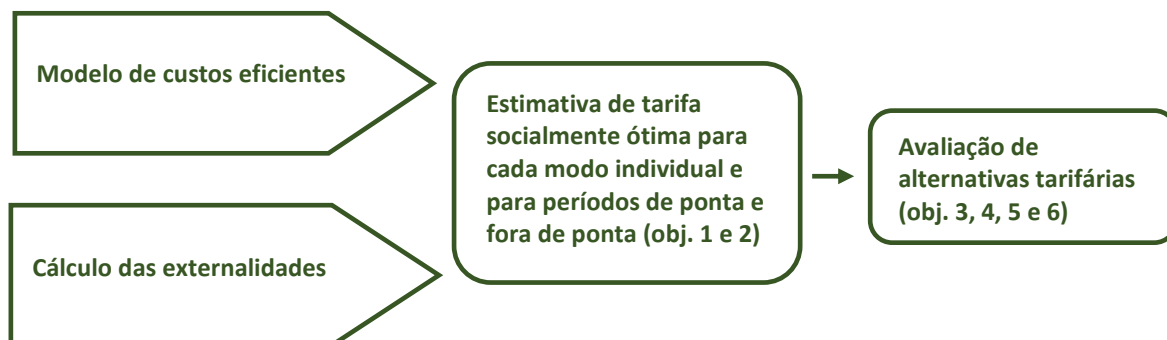 Modelo de custos eficientes
Cálculo das externalidades
Estimativa de tarifa
socialmente ótima para
cada modo individual e
para períodos de ponta e
fora de ponta (obj. 1 e 2)
Avaliação de
alternativas tarifárias
(obj. 3, 4, 5 e 6)